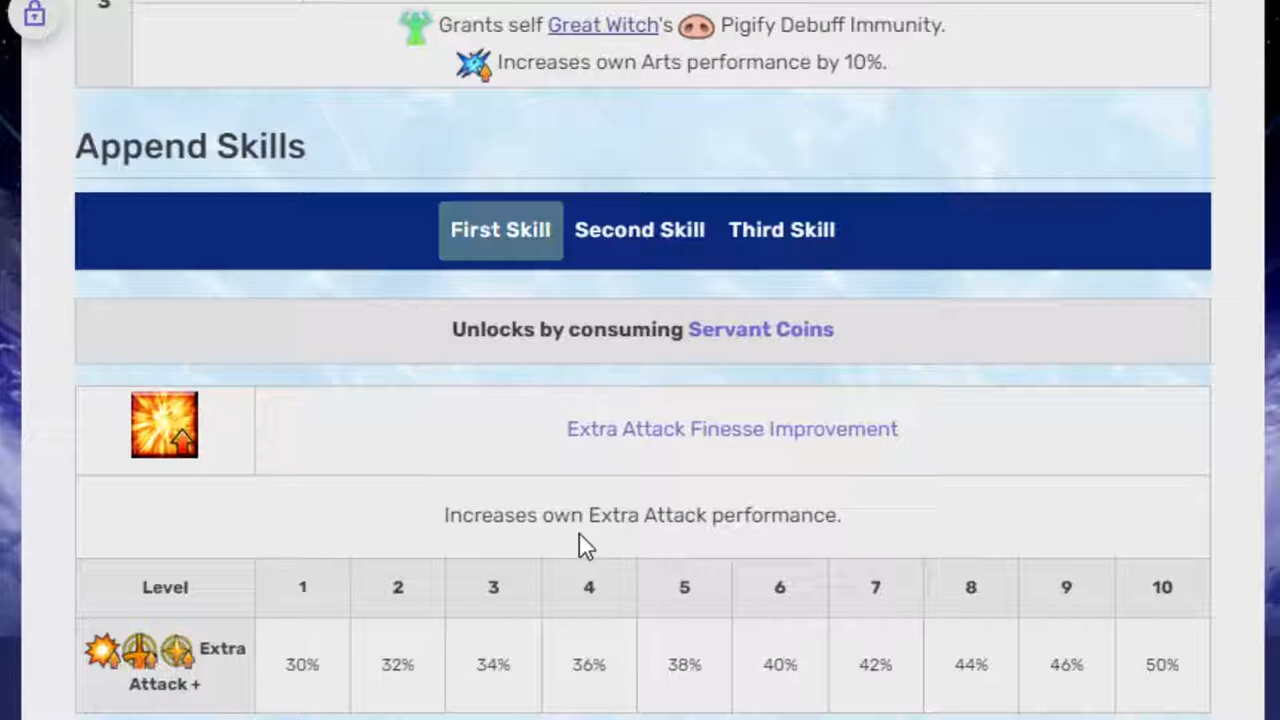 3
Grants self Great Witch's Pigify Debuff Immunity.
Increases own Arts performance by 10%.
Append Skills
First Skill Second Skill Third Skill
Unlocks by consuming Servant Coins
Extra Attack Finesse Improvement
Increases own Extra Attack performance.
Level 1 2 3 4 5 6 7 8 9 10
Extra Attack + 30% 32% 34% 36% 38% 40% 42% 44% 46% 50%